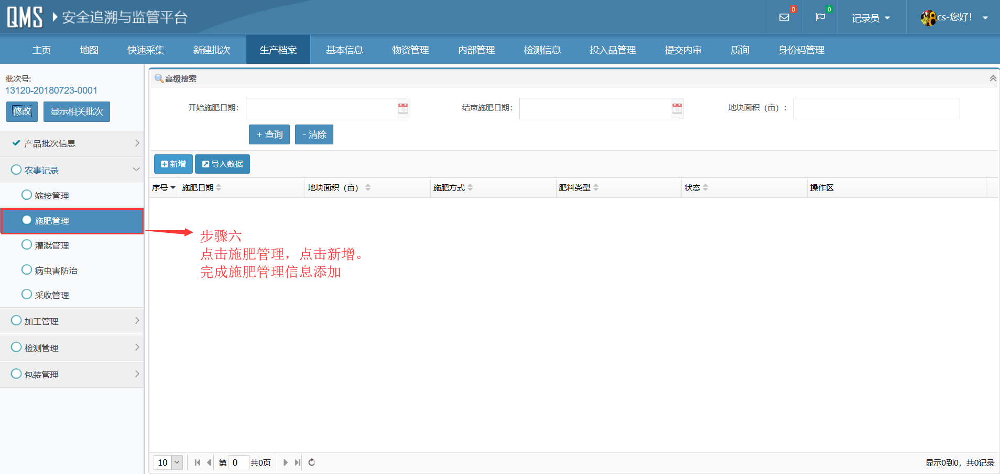 QMS 安全追溯与监管平台
0
0
记录员
cs-您好!
主页 地图 快速采集 新建批次 生产档案 基本信息 物资管理 内部管理 检测信息 投入品管理 提交内审 质询 身份码管理
批次号:
13120-20180723-0001
修改 显示相关批次
产品批次信息
农事记录
嫁接管理
施肥管理
灌溉管理
病虫害防治
采收管理
加工管理
检测管理
包装管理
高级搜索
开始施肥日期: 结束施肥日期: 地块面积（亩）:
+ 查询 - 清除
新增 导入数据
序号 施肥日期 地块面积（亩） 施肥方式 肥料类型 状态 操作区
步骤六
点击施肥管理，点击新增。
完成施肥管理信息添加
10 第 0 共0页 显示0到0，共0记录